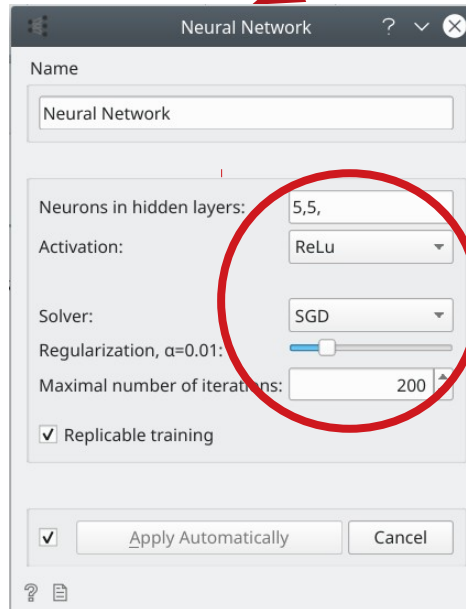 Neural Network
Name
Neural Network
Neurons in hidden layers: 5,5,
Activation: ReLu
Solver: SGD
Regularization, α=0.01:
Maximal number of iterations: 200
Replicable training
Apply Automatically Cancel